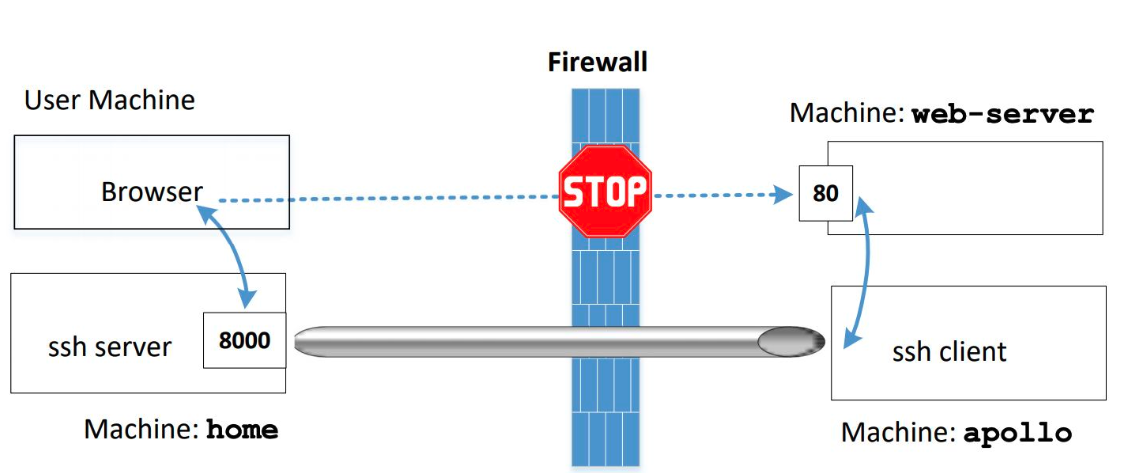 Firewall
User Machine
Machine: web-server
Browser
STOP
80
ssh server
8000
ssh client
Machine: home
Machine: apollo